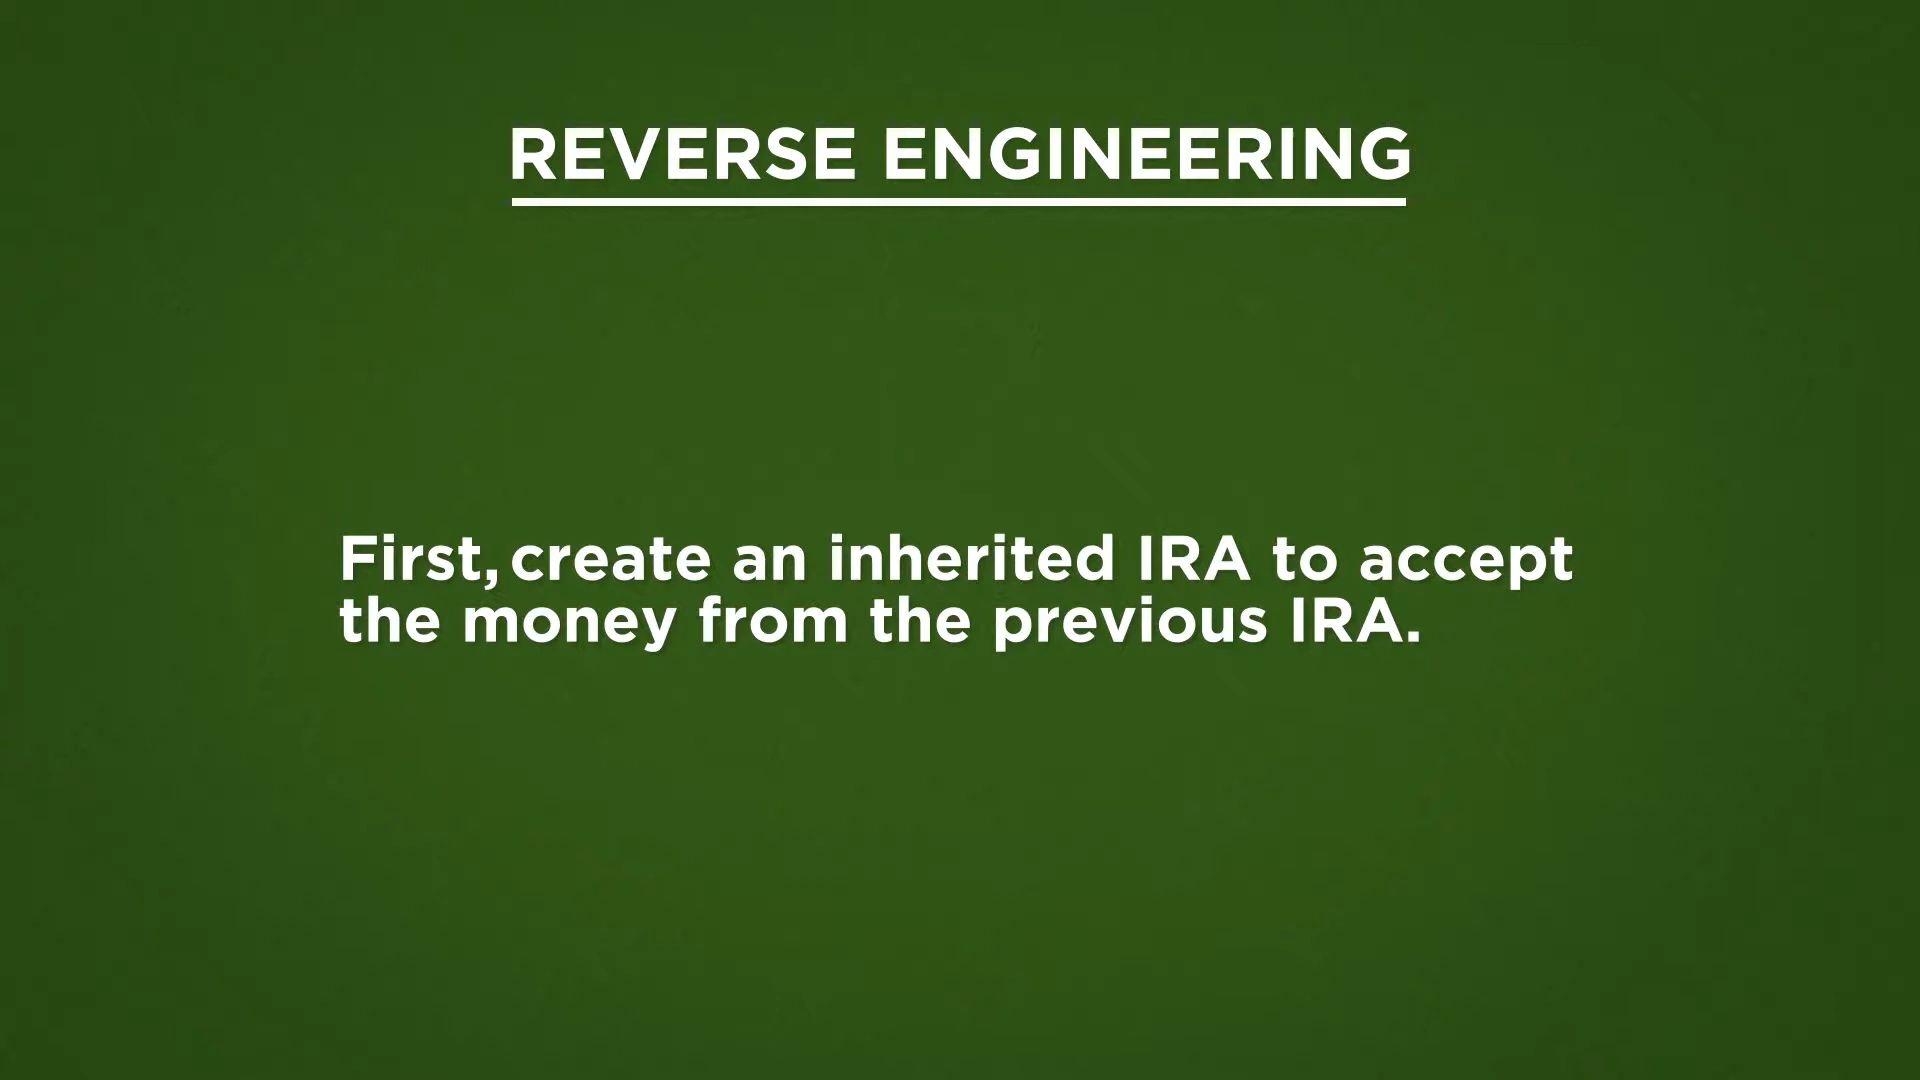 REVERSE ENGINEERING
First, create an inherited IRA to accept
the money from the previous IRA.